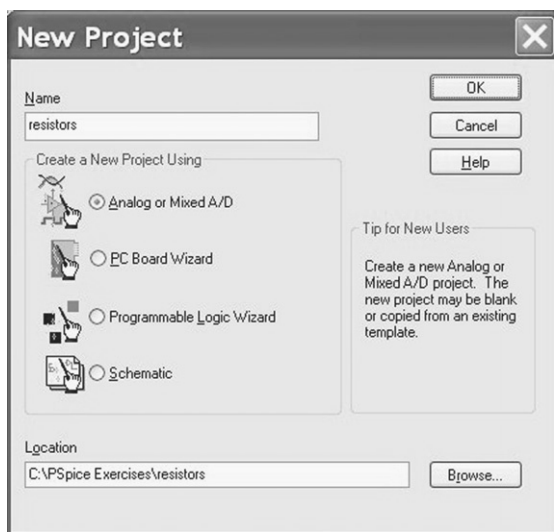 New Project
Name
resistors
OK
Cancel
Help
Create a New Project Using
Analog or Mixed A/D
PC Board Wizard
Programmable Logic Wizard
Schematic
Tip for New Users
Create a new Analog or
Mixed A/D project. The
new project may be blank
or copied from an existing
template.
Location
C:\PSpice Exercises\resistors
Browse...